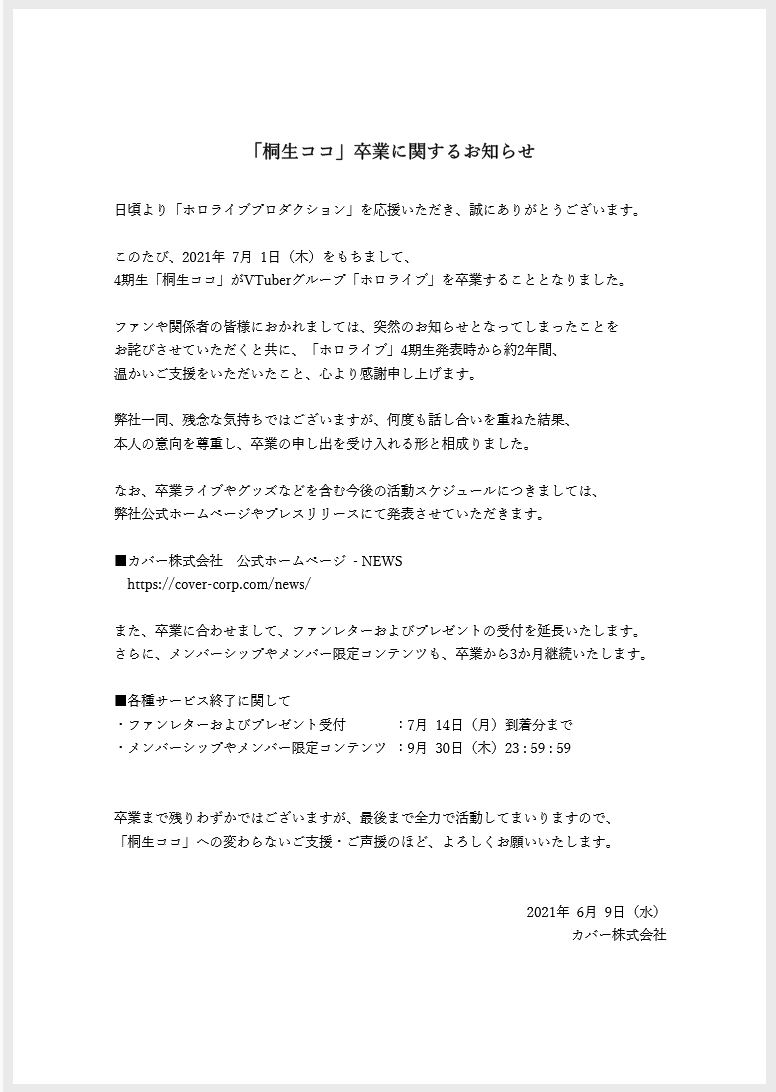 「桐生ココ」卒業に関するお知らせ
日頃より「ホロライブプロダクション」を応援いただき、誠にありがとうございます。
このたび、2021年 7月 1日（木）をもちまして、
4期生「桐生ココ」がVTuberグループ「ホロライブ」を卒業することとなりました。
ファンや関係者の皆様におかれましては、突然のお知らせとなってしまったことを
お詫びさせていただくと共に、「ホロライブ」4期生発表時から約2年間、
温かいご支援をいただいたこと、心より感謝申し上げます。
弊社一同、残念な気持ちではございますが、何度も話し合いを重ねた結果、
本人の意向を尊重し、卒業の申し出を受け入れる形と相成りました。
なお、卒業ライブやグッズなどを含む今後の活動スケジュールにつきましては、
弊社公式ホームページやプレスリリースにて発表させていただきます。
■カバー株式会社　公式ホームページ - NEWS
https://cover-corp.com/news/
また、卒業に合わせまして、ファンレターおよびプレゼントの受付を延長いたします。
さらに、メンバーシップやメンバー限定コンテンツも、卒業から3か月継続いたします。
■各種サービス終了に関して
・ファンレターおよびプレゼント受付　　　：7月 14日（月）到着分まで
・メンバーシップやメンバー限定コンテンツ ：9月 30日（木）23 : 59 : 59
卒業まで残りわずかではございますが、最後まで全力で活動してまいりますので、
「桐生ココ」への変わらないご支援・ご声援のほど、よろしくお願いいたします。
2021年 6月 9日（水）
カバー株式会社